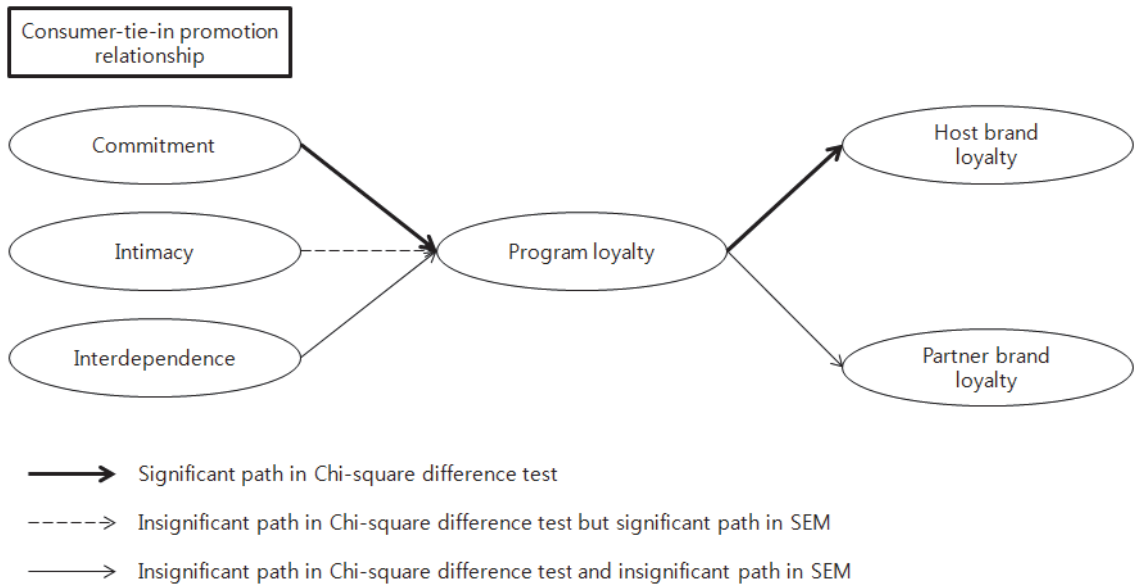 Consumer-tie-in promotion
relationship
Commitment
Intimacy
Interdependence
Program loyalty
Host brand
loyalty
Partner brand
loyalty
Significant path in Chi-square difference test
Insignificant path in Chi-square difference test but significant path in SEM
Insignificant path in Chi-square difference test and insignificant path in SEM